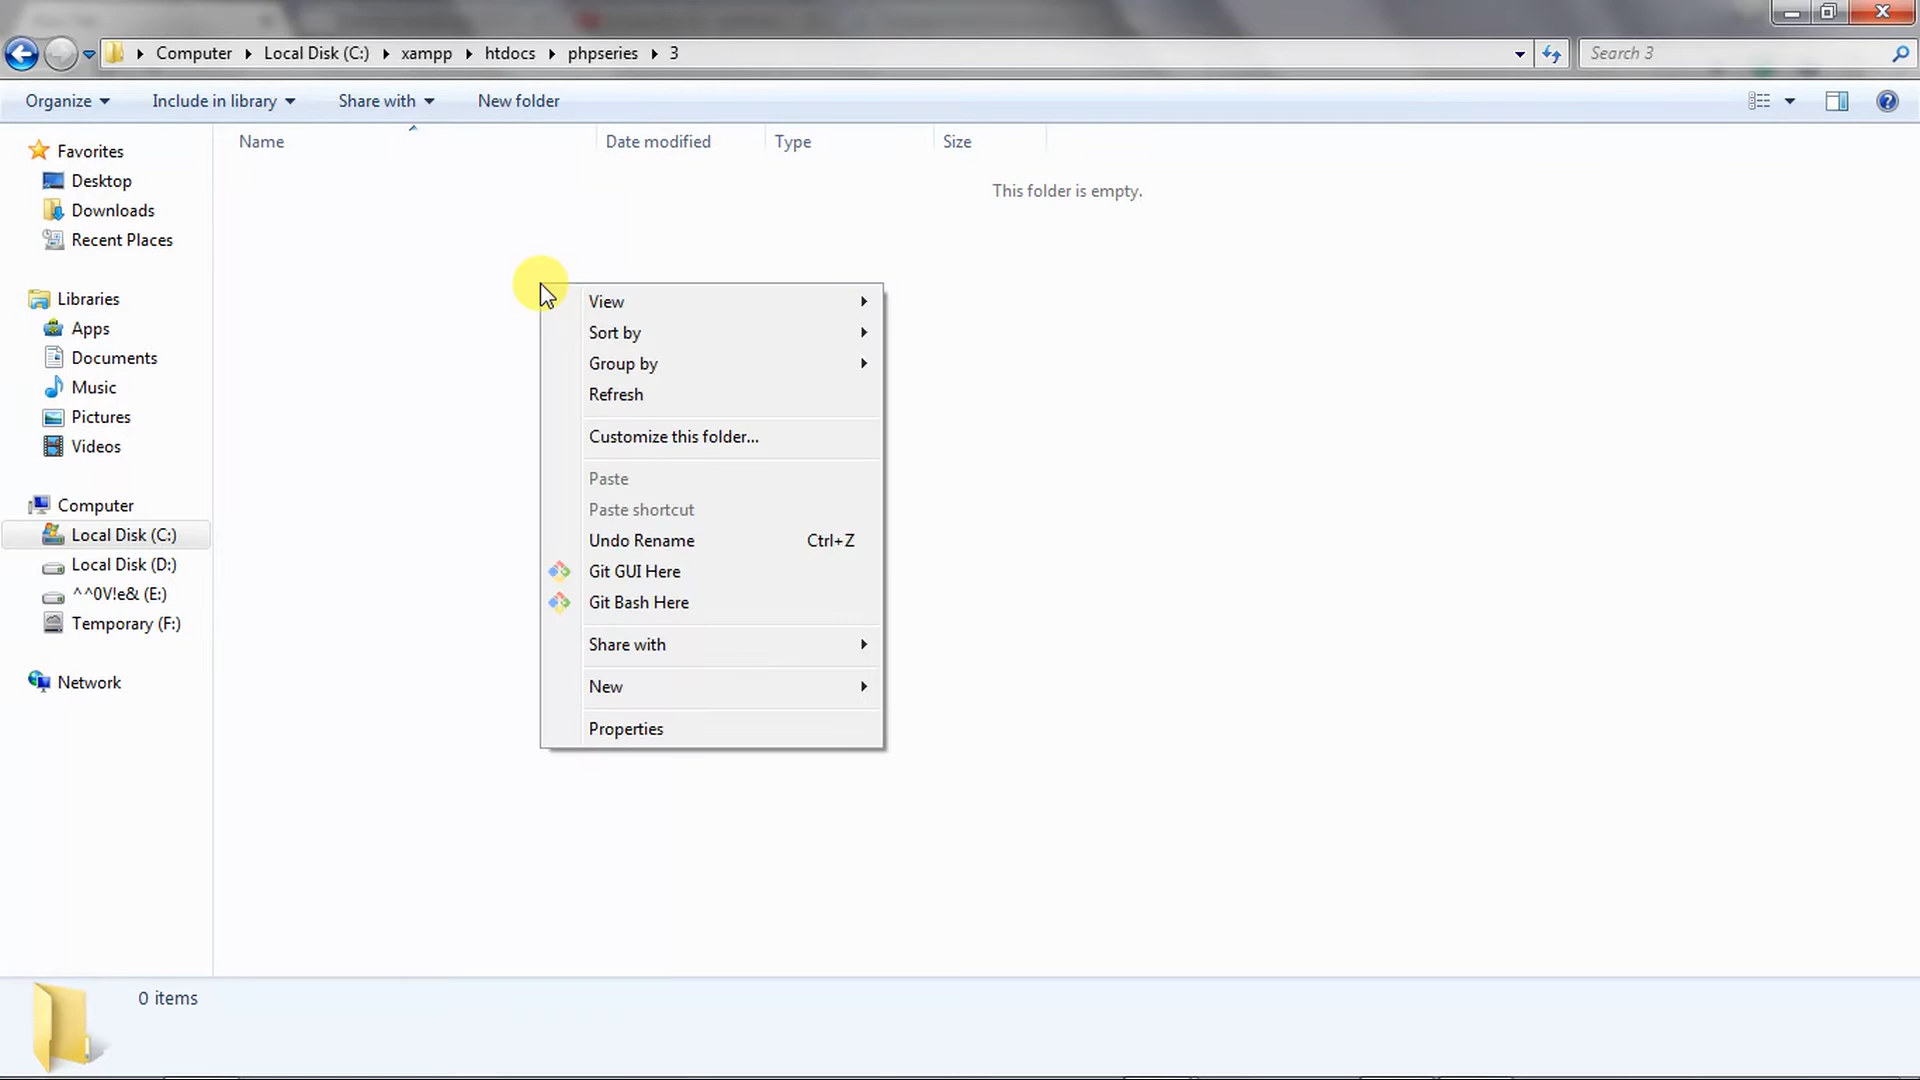 Computer Local Disk (C:) xampp htdocs phpseries 3
Search 3
Organize Include in library Share with New folder
Name Date modified Type Size
This folder is empty.
Favorites
Desktop
Downloads
Recent Places
Libraries
Apps
Documents
Music
Pictures
Videos
Computer
Local Disk (C:)
Local Disk (D:)
^^0V!e& (E:)
Temporary (F:)
Network
View
Sort by
Group by
Refresh
Customize this folder...
Paste
Paste shortcut
Undo Rename Ctrl+Z
Git GUI Here
Git Bash Here
Share with
New
Properties
0 items